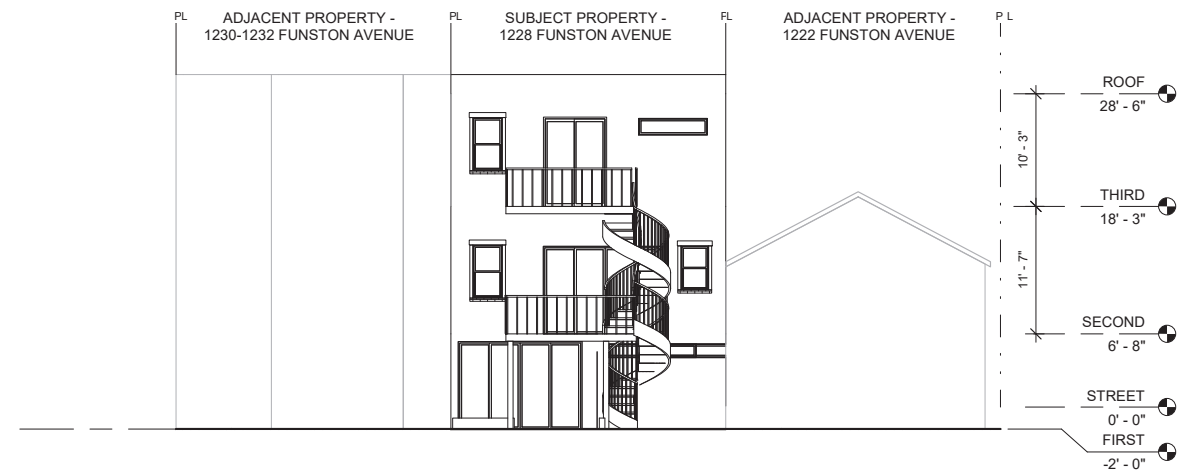 PL
ADJACENT PROPERTY -
1230-1232 FUNSTON AVENUE
PL
SUBJECT PROPERTY -
1228 FUNSTON AVENUE
FL
ADJACENT PROPERTY -
1222 FUNSTON AVENUE
P L
ROOF
28' - 6"
10' - 3"
THIRD
18' - 3"
11' - 7"
SECOND
6' - 8"
STREET
0' - 0"
FIRST
-2' - 0"